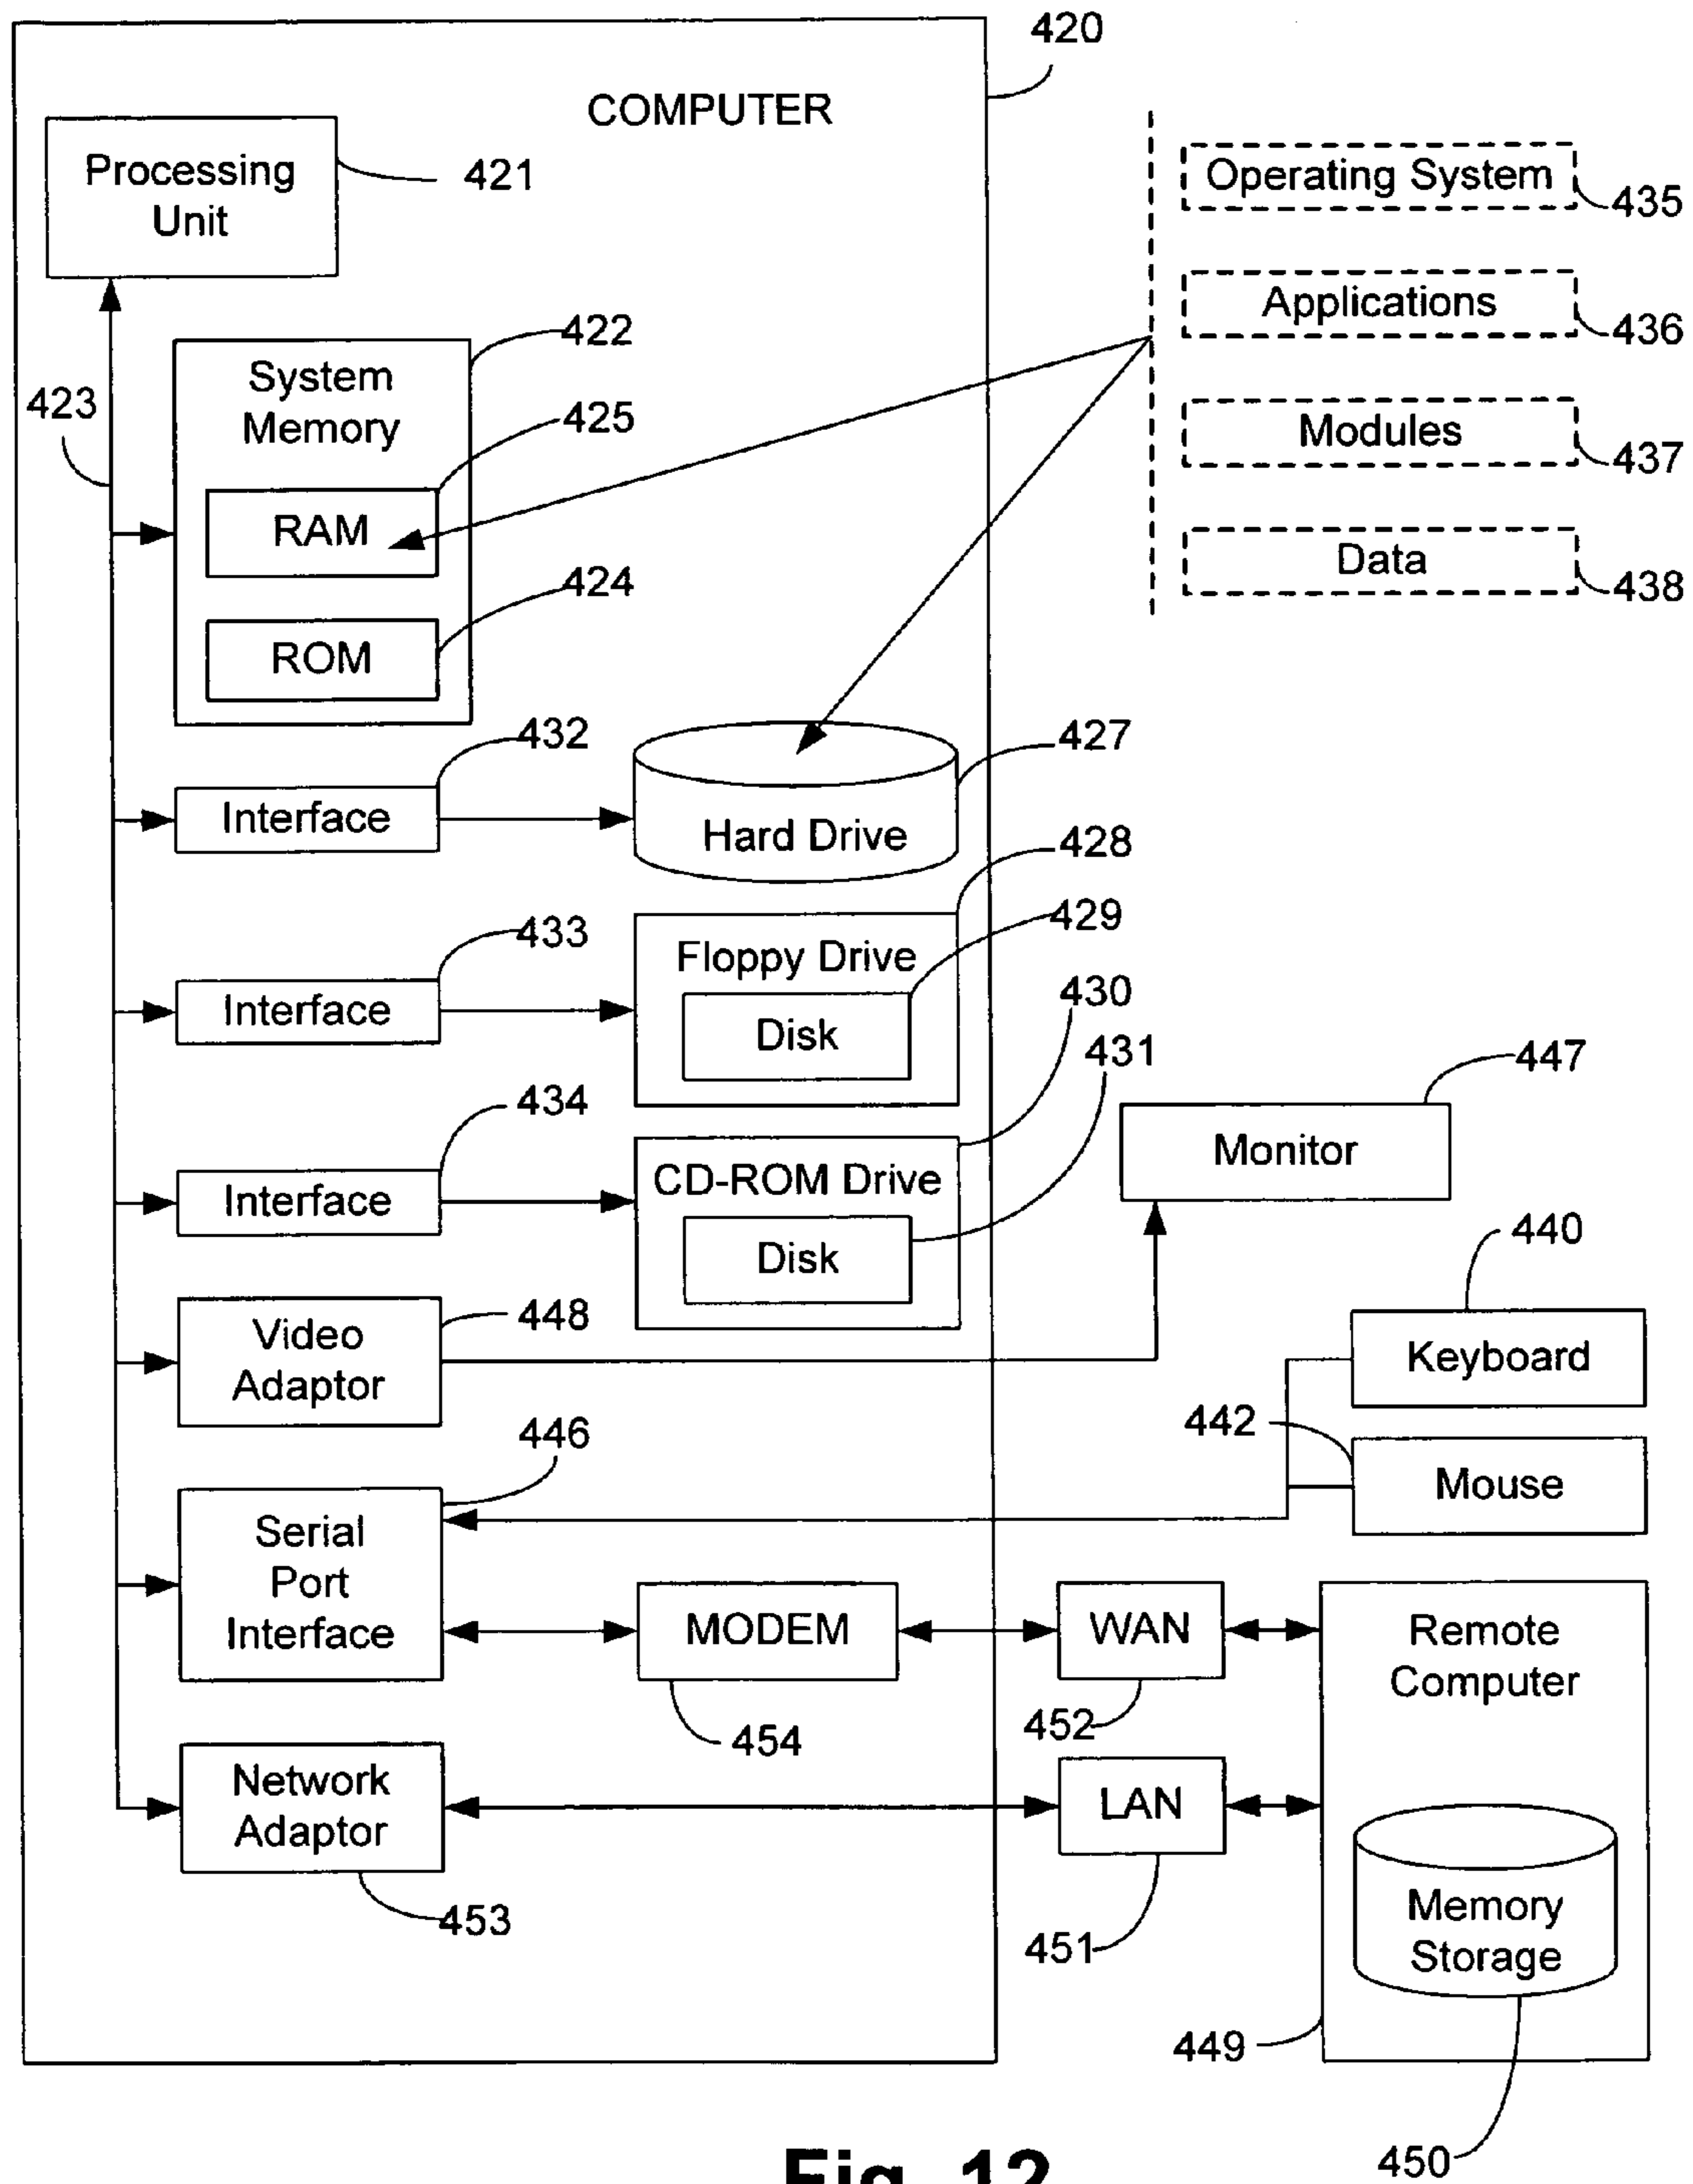 420
COMPUTER
Processing
Unit
421
Operating System
435
Applications
436
Modules
437
Data
438
423
422
System
Memory
425
RAM
424
ROM
432
Interface
427
Hard Drive
433
Interface
428
429
Floppy Drive
Disk
430
431
434
Interface
CD-ROM Drive
Disk
447
Monitor
448
Video
Adaptor
440
Keyboard
442
Mouse
446
Serial
Port
Interface
MODEM
454
WAN
452
Remote
Computer
Network
Adaptor
453
LAN
451
Memory
Storage
449
450
Fig. 12